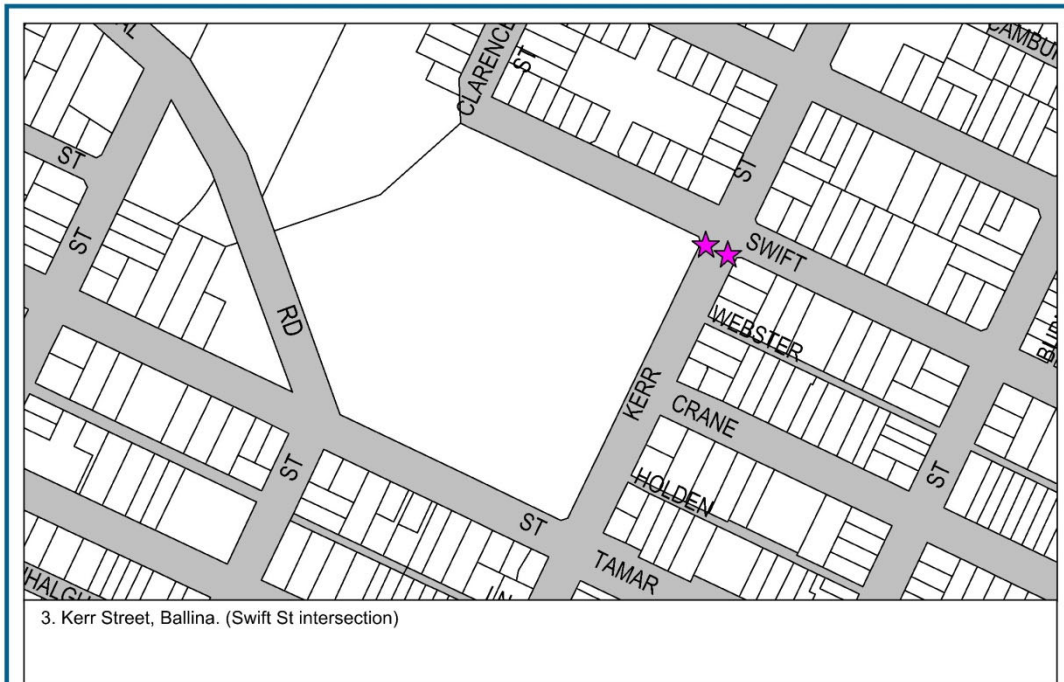 CLARENCE
ST
ST
ST
ST
SWIFT
WEBSTER
RD
KERR
CRANE
HOLDEN
ST
ST
ST
TAMAR
3. Kerr Street, Ballina. (Swift St intersection)